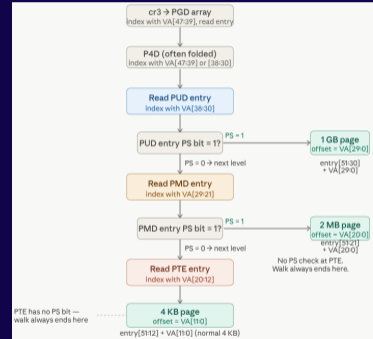 cr3 → PGD array
index with VA[47:39], read entry
P4D (often folded)
index with VA[47:39] or [38:30]
Read PUD entry
index with VA[38:30]
PUD entry PS bit = 1?
PS = 1
1 GB page
offset = VA[29:0]
entry[51:30]
+ VA[29:0]
PS = 0 → next level
Read PMD entry
index with VA[29:21]
PMD entry PS bit = 1?
PS = 1
2 MB page
offset = VA[20:0]
entry[51:21]
+ VA[20:0]
PS = 0 → next level
No PS check at PTE.
Walk always ends here.
Read PTE entry
index with VA[20:12]
PTE has no PS bit —
walk always ends here
4 KB page
offset = VA[11:0]
entry[51:12] + VA[11:0] (normal 4 KB)